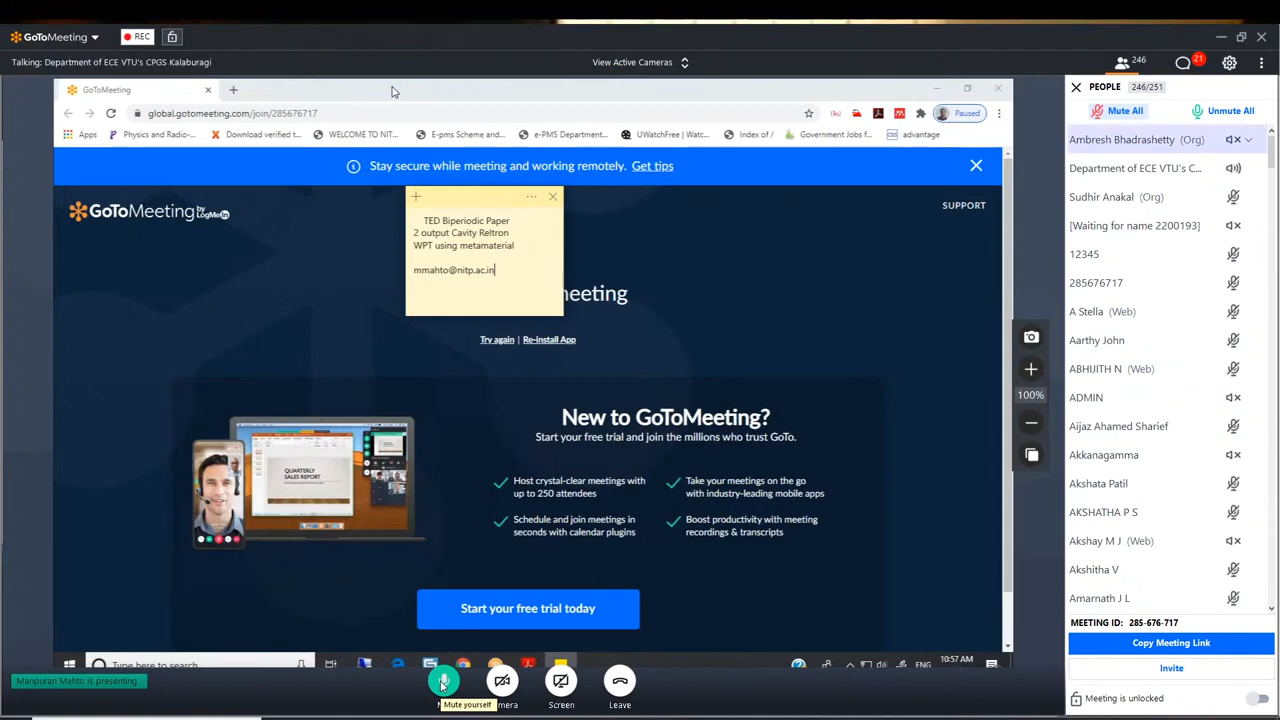 GoToMeeting
REC
Talking: Department of ECE VTU's CPGS Kalaburagi
View Active Cameras
246
21
GoToMeeting
global.gotomeeting.com/join/285676717
Paused
Apps
Physics and Radio-...
Download verified t...
WELCOME TO NIT...
E-pms Scheme and...
e-PMS Department...
UWatchFree | Watc...
Index of /
Government Jobs f...
advantage
Stay secure while meeting and working remotely. Get tips
GoToMeeting by LogMeIn
SUPPORT
TED Biperiodic Paper
2 output Cavity Reltron
WPT using metamaterial
mmahto@nitp.ac.in
meeting
Try again | Re-install App
New to GoToMeeting?
Start your free trial and join the millions who trust GoTo.
QUARTERLY
SALES REPORT
Host crystal-clear meetings with
up to 250 attendees
Take your meetings on the go
with industry-leading mobile apps
Schedule and join meetings in
seconds with calendar plugins
Boost productivity with meeting
recordings & transcripts
Start your free trial today
Type here to search
ENG
10:57 AM
Manpuran Mahto is presenting
Mute yourself
mera
Screen
Leave
100%
PEOPLE 246/251
Mute All
Unmute All
Ambresh Bhadrashetty (Org)
Department of ECE VTU's C...
Sudhir Anakal (Org)
[Waiting for name 2200193]
12345
285676717
A Stella (Web)
Aarthy John
ABHIJITH N (Web)
ADMIN
Aijaz Ahamed Sharief
Akkanagamma
Akshata Patil
AKSHATHA P S
Akshay M J (Web)
Akshitha V
Amarnath J L
MEETING ID: 285-676-717
Copy Meeting Link
Invite
Meeting is unlocked